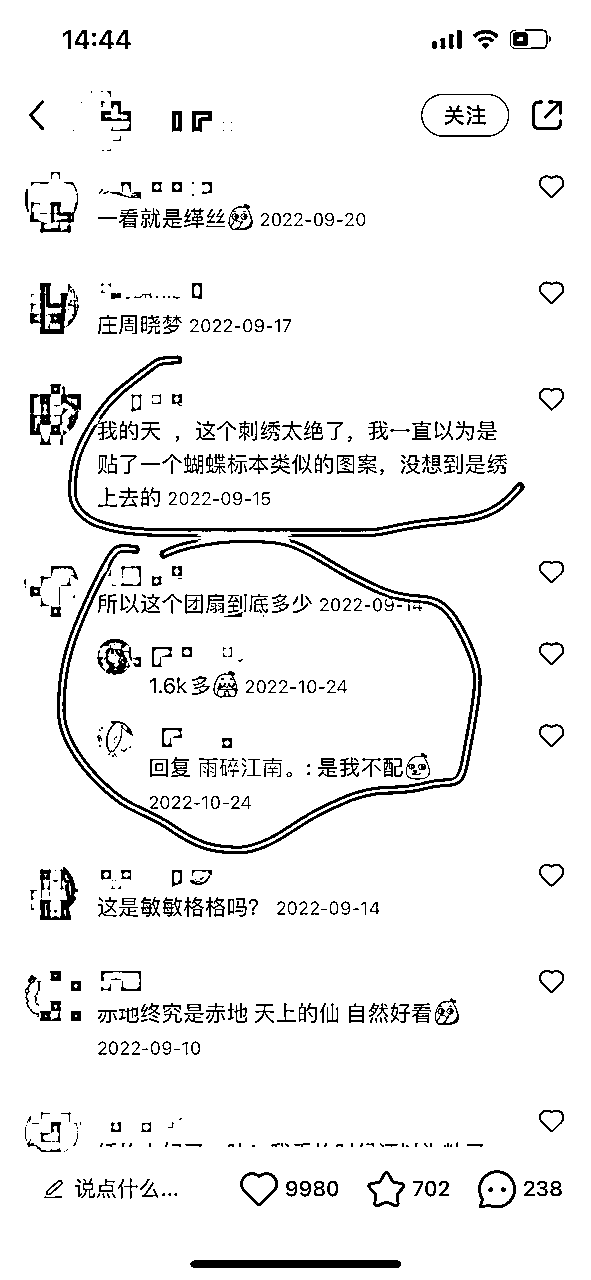 14:44
关注
一看就是缂丝 2022-09-20
庄周晓梦 2022-09-17
我的天 ，这个刺绣太绝了，我一直以为是
贴了一个蝴蝶标本类似的图案，没想到是绣
上去的 2022-09-15
所以这个团扇到底多少 2022-09-14
1.6k多 2022-10-24
回复 雨碎江南。: 是我不配
2022-10-24
这是敏敏格格吗？ 2022-09-14
赤地终究是赤地 天上的仙 自然好看
2022-09-10
说点什么...
9980
702
238